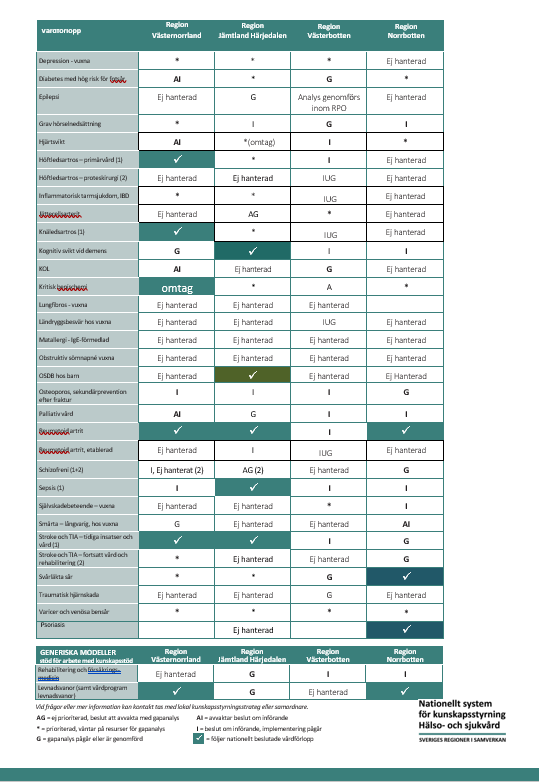 Vårdförlopp | Region Västernorrland | Region Jämtland Härjedalen | Region Västerbotten | Region Norrbotten
Depression - vuxna | * | * | * | Ej hanterad
Diabetes med hög risk för fotsår | AI | * | G | *
Epilepsi | Ej hanterad | G | Analys genomförs inom RPO | Ej hanterad
Grav hörselnedsättning | * | I | G | I
Hjärtsvikt | AI | *(omtag) | I | *
Höftledsartros – primärvård (1) | ✓ | * | I | Ej hanterad
Höftledsartros – proteskirurgi (2) | Ej hanterad | Ej hanterad | IUG | Ej hanterad
Inflammatorisk tarmsjukdom, IBD | * | * | IUG | Ej hanterad
Jättecellsarterit | Ej hanterad | AG | * | Ej hanterad
Knäledsartros (1) | ✓ | * | IUG | Ej hanterad
Kognitiv svikt vid demens | G | ✓ | I | I
KOL | AI | Ej hanterad | G | Ej hanterad
Kritisk benischemi | omtag | * | A | *
Lungfibros - vuxna | Ej hanterad | Ej hanterad | Ej hanterad
Ländryggsbesvär hos vuxna | Ej hanterad | Ej hanterad | IUG | Ej hanterad
Matallergi - IgE-förmedlad | Ej hanterad | Ej hanterad | Ej hanterad | Ej hanterad
Obstruktiv sömnapné vuxna | Ej hanterad | Ej hanterad | Ej hanterad | Ej hanterad
OSDB hos barn | Ej hanterad | ✓ | Ej hanterad | Ej Hanterad
Osteoporos, sekundärprevention efter fraktur | I | I | I | G
Palliativ vård | AI | G | I | I
Reumatoid artrit | ✓ | ✓ | I | ✓
Reumatoid artrit, etablerad | Ej hanterad | I | IUG | Ej hanterad
Schizofreni (1+2) | I, Ej hanterat (2) | AG (2) | Ej hanterad | G
Sepsis (1) | I | ✓ | I | I
Självskadebeteende – vuxna | Ej hanterad | Ej hanterad | * | I
Smärta – långvarig, hos vuxna | G | Ej hanterad | Ej hanterad | AI
Stroke och TIA – tidiga insatser och vård (1) | ✓ | ✓ | I | G
Stroke och TIA – fortsatt vård och rehabilitering (2) | * | Ej hanterad | Ej hanterad | G
Svårläkta sår | * | * | G | ✓
Traumatisk hjärnskada | Ej hanterad | Ej hanterad | G | Ej hanterad
Varicer och venösa bensår | * | * | * | *
Psoriasis | Ej hanterad | ✓
GENERISKA MODELLER stöd för arbete med kunskapsstöd | Region Västernorrland | Region Jämtland Härjedalen | Region Västerbotten | Region Norrbotten
Rehabilitering och försäkrings-medicin | Ej hanterad | G | I | I
Levnadsvanor (samt vårdprogram levnadsvanor) | ✓ | G | Ej hanterad | ✓
Vid frågor eller mer information kan kontakt tas med lokal kunskapsstyrningsstrateg eller samordnare.
AG = ej prioriterad, beslut att avvakta med gapanalys
AI = avvaktar beslut om införande
* = prioriterad, väntar på resurser för gapanalys
I = beslut om införande, implementering pågår
G = gapanalys pågår eller är genomförd
✓ = följer nationellt beslutade vårdförlopp
Nationellt system
för kunskapsstyrning
Hälso- och sjukvård
SVERIGES REGIONER I SAMVERKAN